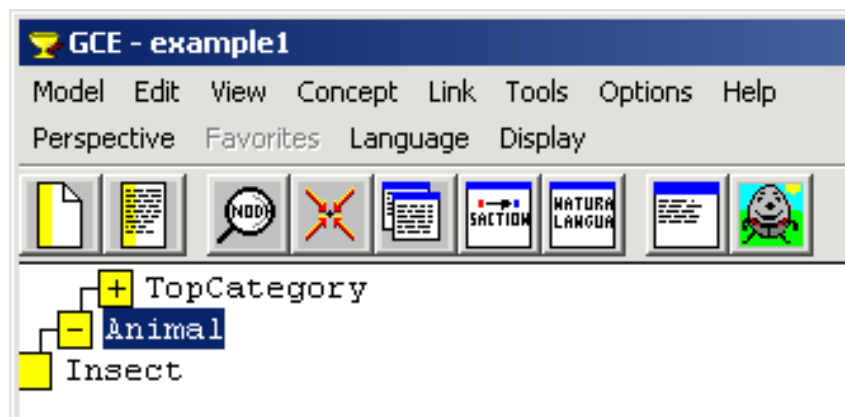 GCE - example1
Model Edit View Concept Link Tools Options Help
Perspective Favorites Language Display
NODE SACTION NATURA LANGUA
+ TopCategory
- Animal
Insect